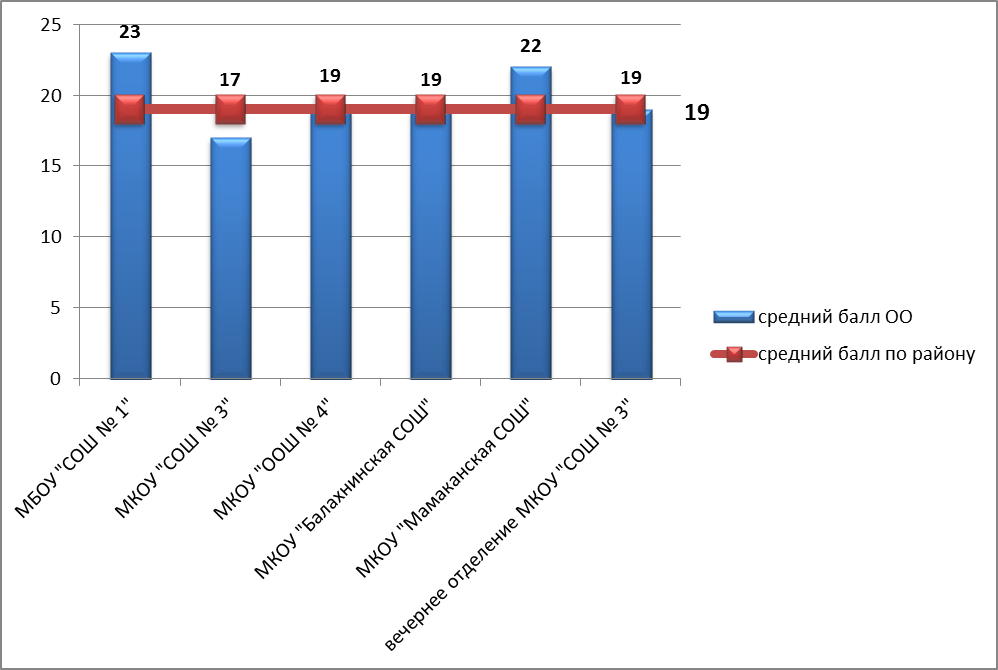 25
20
15
10
5
0
23
17
19
19
22
19
19
средний балл ОО
средний балл по району
МБОУ "СОШ № 1"
МКОУ "СОШ № 3"
МКОУ "ООШ № 4"
МКОУ "Балахнинская СОШ"
МКОУ "Мамаканская СОШ"
вечернее отделение МКОУ "СОШ № 3"